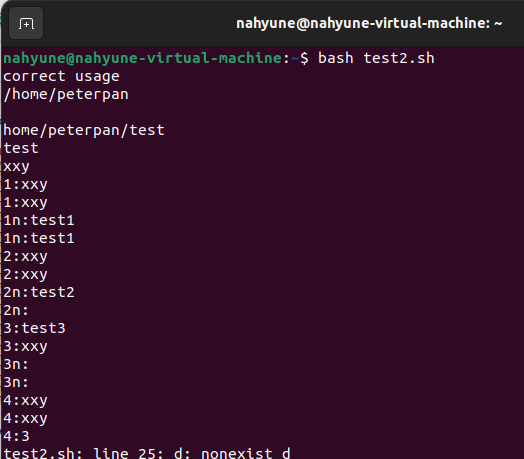 nahyune@nahyune-virtual-machine: ~
nahyune@nahyune-virtual-machine:~$ bash test2.sh
correct usage
/home/peterpan
home/peterpan/test
test
xxy
1:xxy
1:xxy
1n:test1
1n:test1
2:xxy
2:xxy
2n:test2
2n:
3:test3
3:xxy
3n:
3n:
4:xxy
4:xxy
4:3
test2.sh: line 25: d: nonexist d